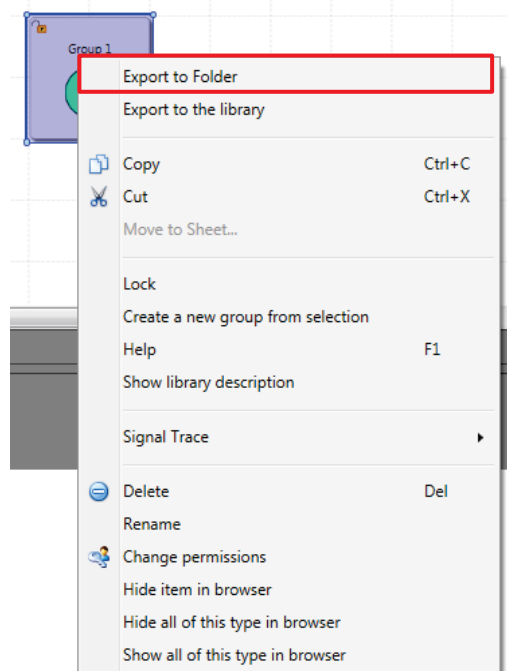 Group 1
Export to Folder
Export to the library
Copy Ctrl+C
Cut Ctrl+X
Move to Sheet...
Lock
Create a new group from selection
Help F1
Show library description
Signal Trace
Delete Del
Rename
Change permissions
Hide item in browser
Hide all of this type in browser
Show all of this type in browser